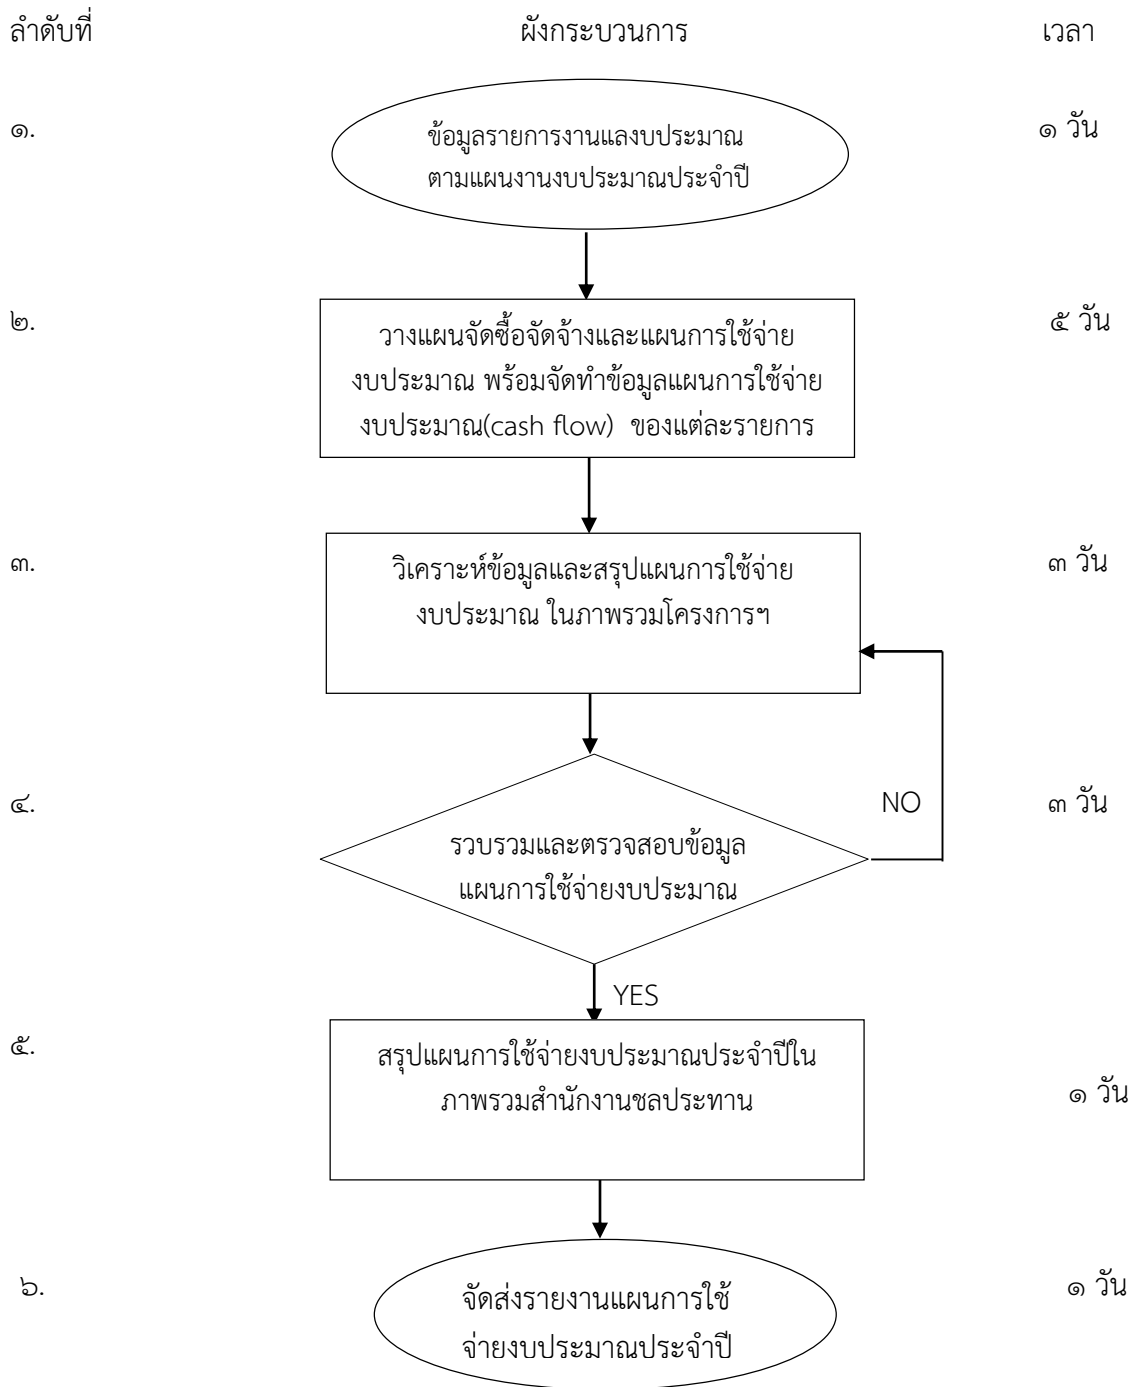 ลำดับที่ ผังกระบวนการ เวลา
๑. ข้อมูลรายการงานแลงบประมาณ ๑ วัน
ตามแผนงานงบประมาณประจำปี
๒. วางแผนจัดซื้อจัดจ้างและแผนการใช้จ่าย ๕ วัน
งบประมาณ พร้อมจัดทำข้อมูลแผนการใช้จ่าย
งบประมาณ(cash flow) ของแต่ละรายการ
๓. วิเคราะห์ข้อมูลและสรุปแผนการใช้จ่าย ๓ วัน
งบประมาณ ในภาพรวมโครงการฯ
๔. NO ๓ วัน
รวบรวมและตรวจสอบข้อมูล
แผนการใช้จ่ายงบประมาณ
YES
๕. สรุปแผนการใช้จ่ายงบประมาณประจำปีใน
ภาพรวมสำนักงานชลประทาน ๑ วัน
๖. จัดส่งรายงานแผนการใช้ ๑ วัน
จ่ายงบประมาณประจำปี